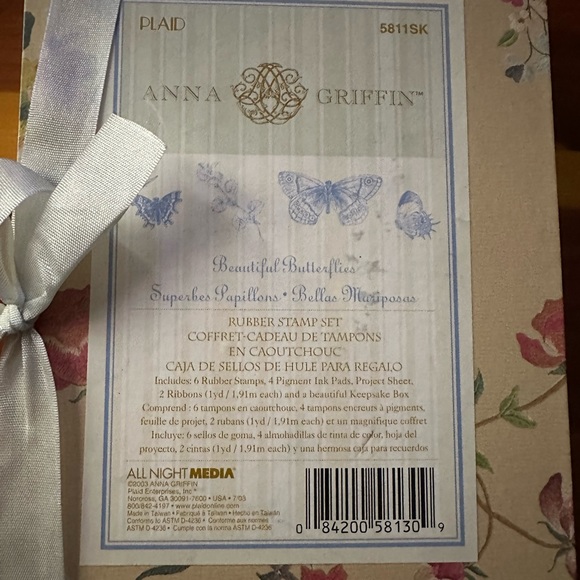 PLAID 5811SK
ANNA GRIFFIN™
Beautiful Butterflies
Superbes Papillons • Bellas Mariposas
RUBBER STAMP SET
COFFRET-CADEAU DE TAMPONS
EN CAOUTCHOUC
CAJA DE SELLOS DE HULE PARA REGALO
Includes: 6 Rubber Stamps, 4 Pigment Ink Pads, Project Sheet,
2 Ribbons (1yd / 1,91m each) and a beautiful Keepsake Box
Comprend : 6 tampons en caoutchouc, 4 tampons encreurs à pigments,
feuille de projet, 2 rubans (1yd / 1,91m each) et un magnifique coffret
Incluye: 6 sellos de goma, 4 almohadillas de tinta de color, hoja del
proyecto, 2 cintas (1yd / 1,91m each) y una hermosa caja para recuerdos
ALL NIGHT MEDIA®
©2003 ANNA GRIFFIN
Plaid Enterprises, Inc.
Norcross, GA 30091-7600 • USA • 7/03
800/842-4197 • www.plaidonline.com
Made in Taiwan • Fabriqué à Taiwan • Hecho en Taiwán
Conforms to ASTM D-4236 • Conforme aux normes
ASTM D-4236 • Cumple con la norma ASTM D-4236
0 84200 58130 9